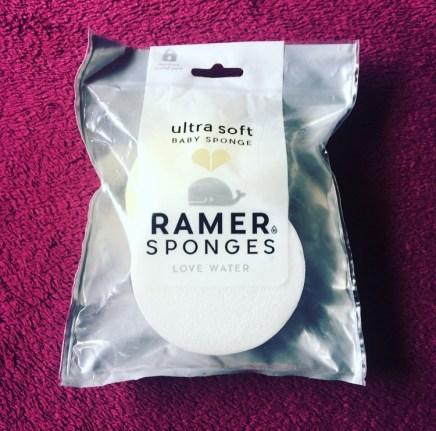 ultra soft
BABY SPONGE
RAMER
SPONGES
LOVE WATER